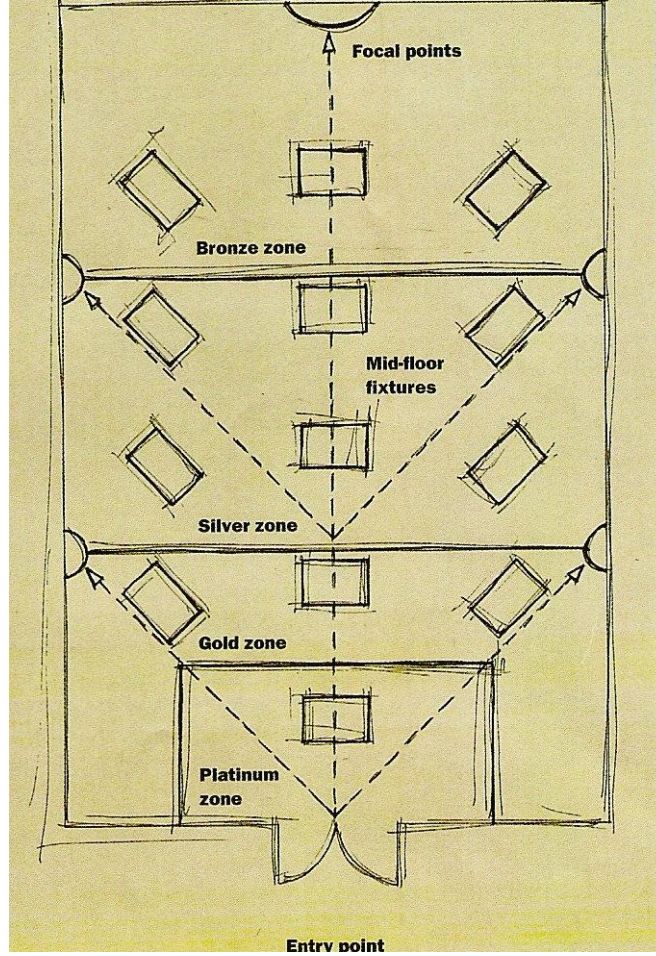 Focal points
Bronze zone
Mid-floor
fixtures
Silver zone
Gold zone
Platinum
zone
Entry point